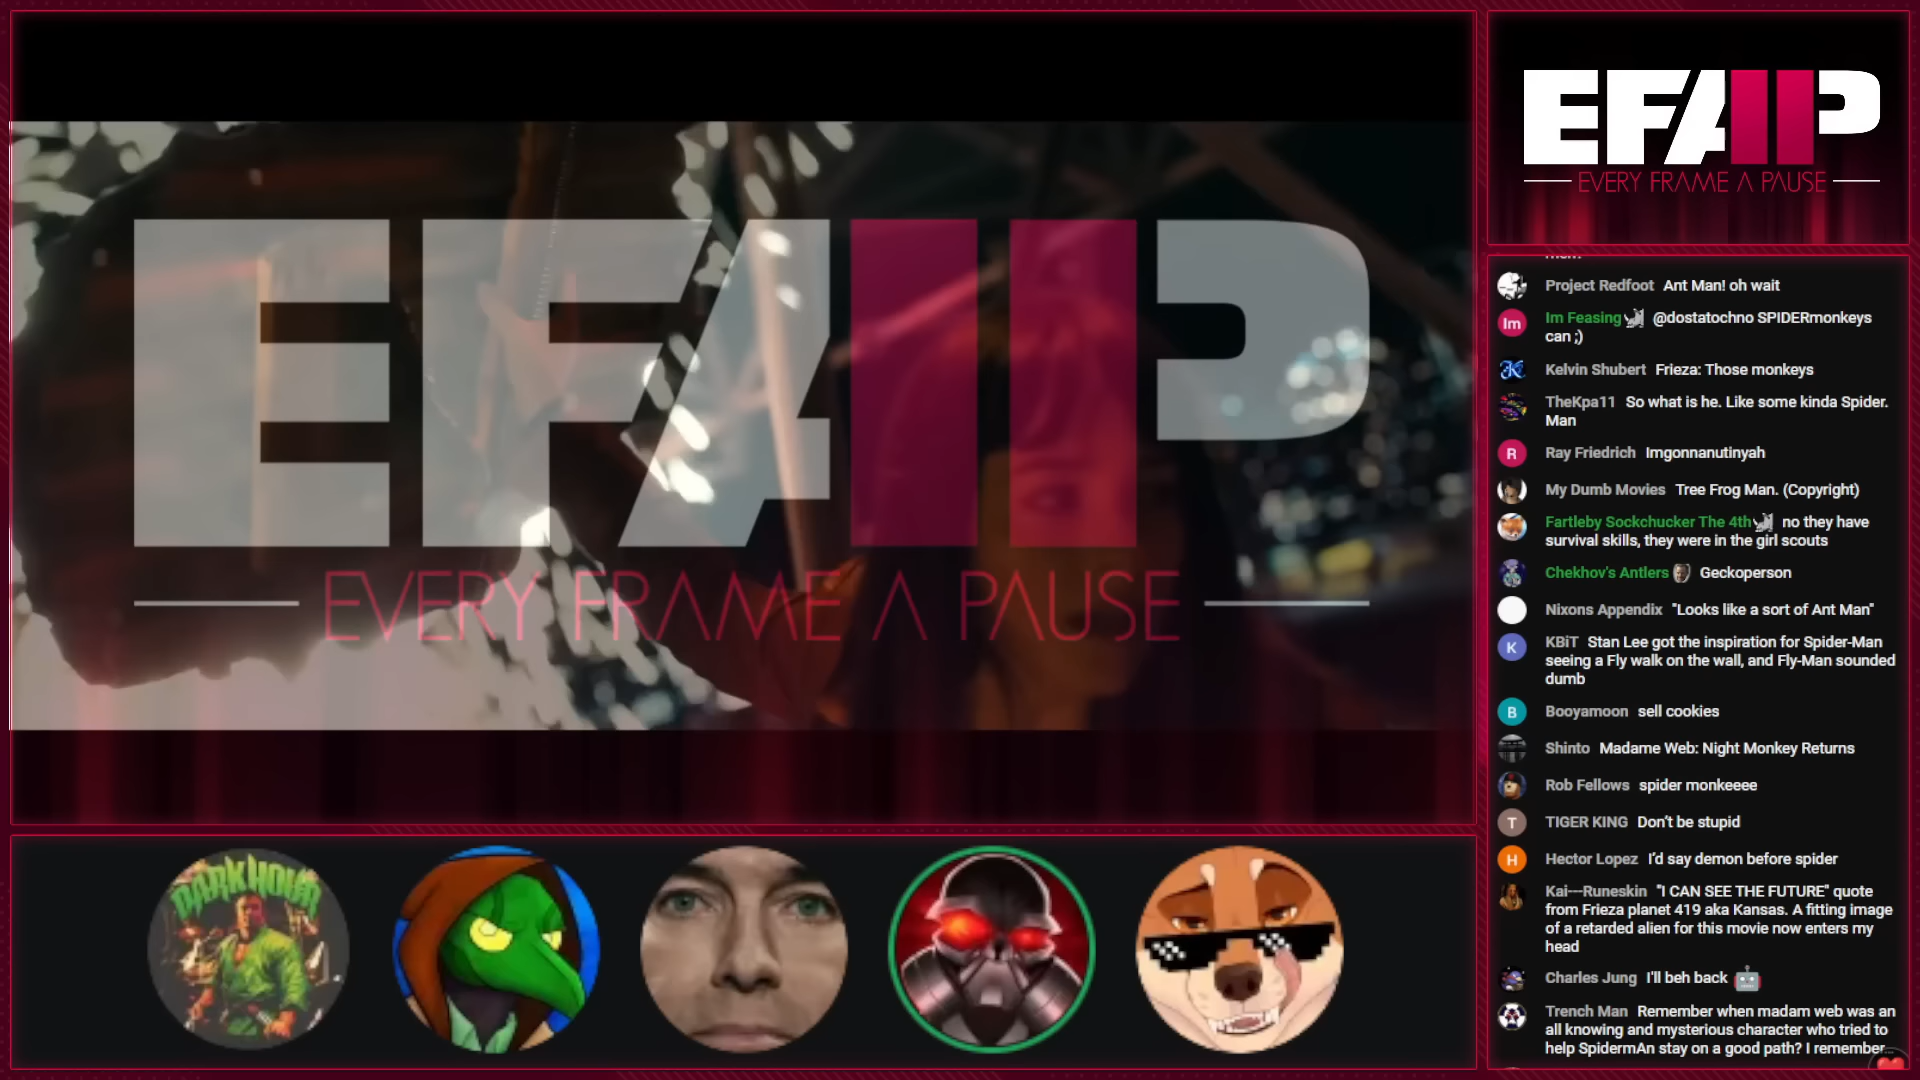 EFAP
EVERY FRAME A PAUSE
EFAP
EVERY FRAME A PAUSE
Project Redfoot Ant Man! oh wait
Im
Im Feasing @dostatochno SPIDERmonkeys
can ;)
Kelvin Shubert Frieza: Those monkeys
TheKpa11 So what is he. Like some kinda Spider.
Man
R
Ray Friedrich Imgonnanutinyah
My Dumb Movies Tree Frog Man. (Copyright)
Fartleby Sockchucker The 4th no they have
survival skills, they were in the girl scouts
Chekhov's Antlers Geckoperson
Nixons Appendix "Looks like a sort of Ant Man"
K
KBiT Stan Lee got the inspiration for Spider-Man
seeing a Fly walk on the wall, and Fly-Man sounded
dumb
B
Booyamoon sell cookies
Shinto Madame Web: Night Monkey Returns
Rob Fellows spider monkeeee
T
TIGER KING Don't be stupid
H
Hector Lopez I'd say demon before spider
Kai---Runeskin "I CAN SEE THE FUTURE" quote
from Frieza planet 419 aka Kansas. A fitting image
of a retarded alien for this movie now enters my
head
Charles Jung I'll beh back
Trench Man Remember when madam web was an
all knowing and mysterious character who tried to
help SpidermAn stay on a good path? I remember
DARK HOUR